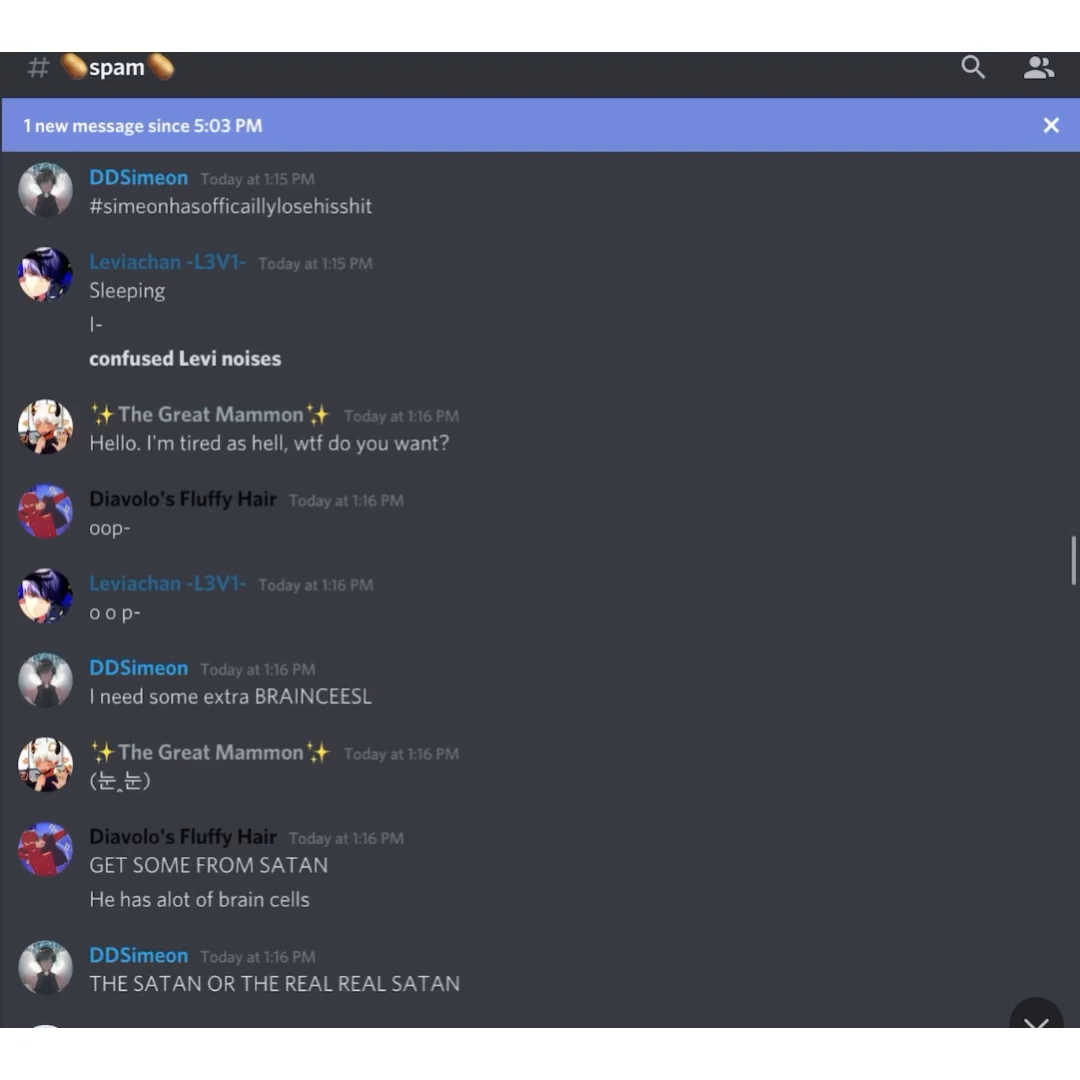 # 🥔spam🥔
1 new message since 5:03 PM
DDSimeon Today at 1:15 PM
#simeonhasofficaillylosehisshit
Leviachan -L3V1- Today at 1:15 PM
Sleeping
I-
confused Levi noises
✨The Great Mammon✨ Today at 1:16 PM
Hello. I'm tired as hell, wtf do you want?
Diavolo's Fluffy Hair Today at 1:16 PM
oop-
Leviachan -L3V1- Today at 1:16 PM
o o p-
DDSimeon Today at 1:16 PM
I need some extra BRAINCEESL
✨The Great Mammon✨ Today at 1:16 PM
(눈‸눈)
Diavolo's Fluffy Hair Today at 1:16 PM
GET SOME FROM SATAN
He has alot of brain cells
DDSimeon Today at 1:16 PM
THE SATAN OR THE REAL REAL SATAN